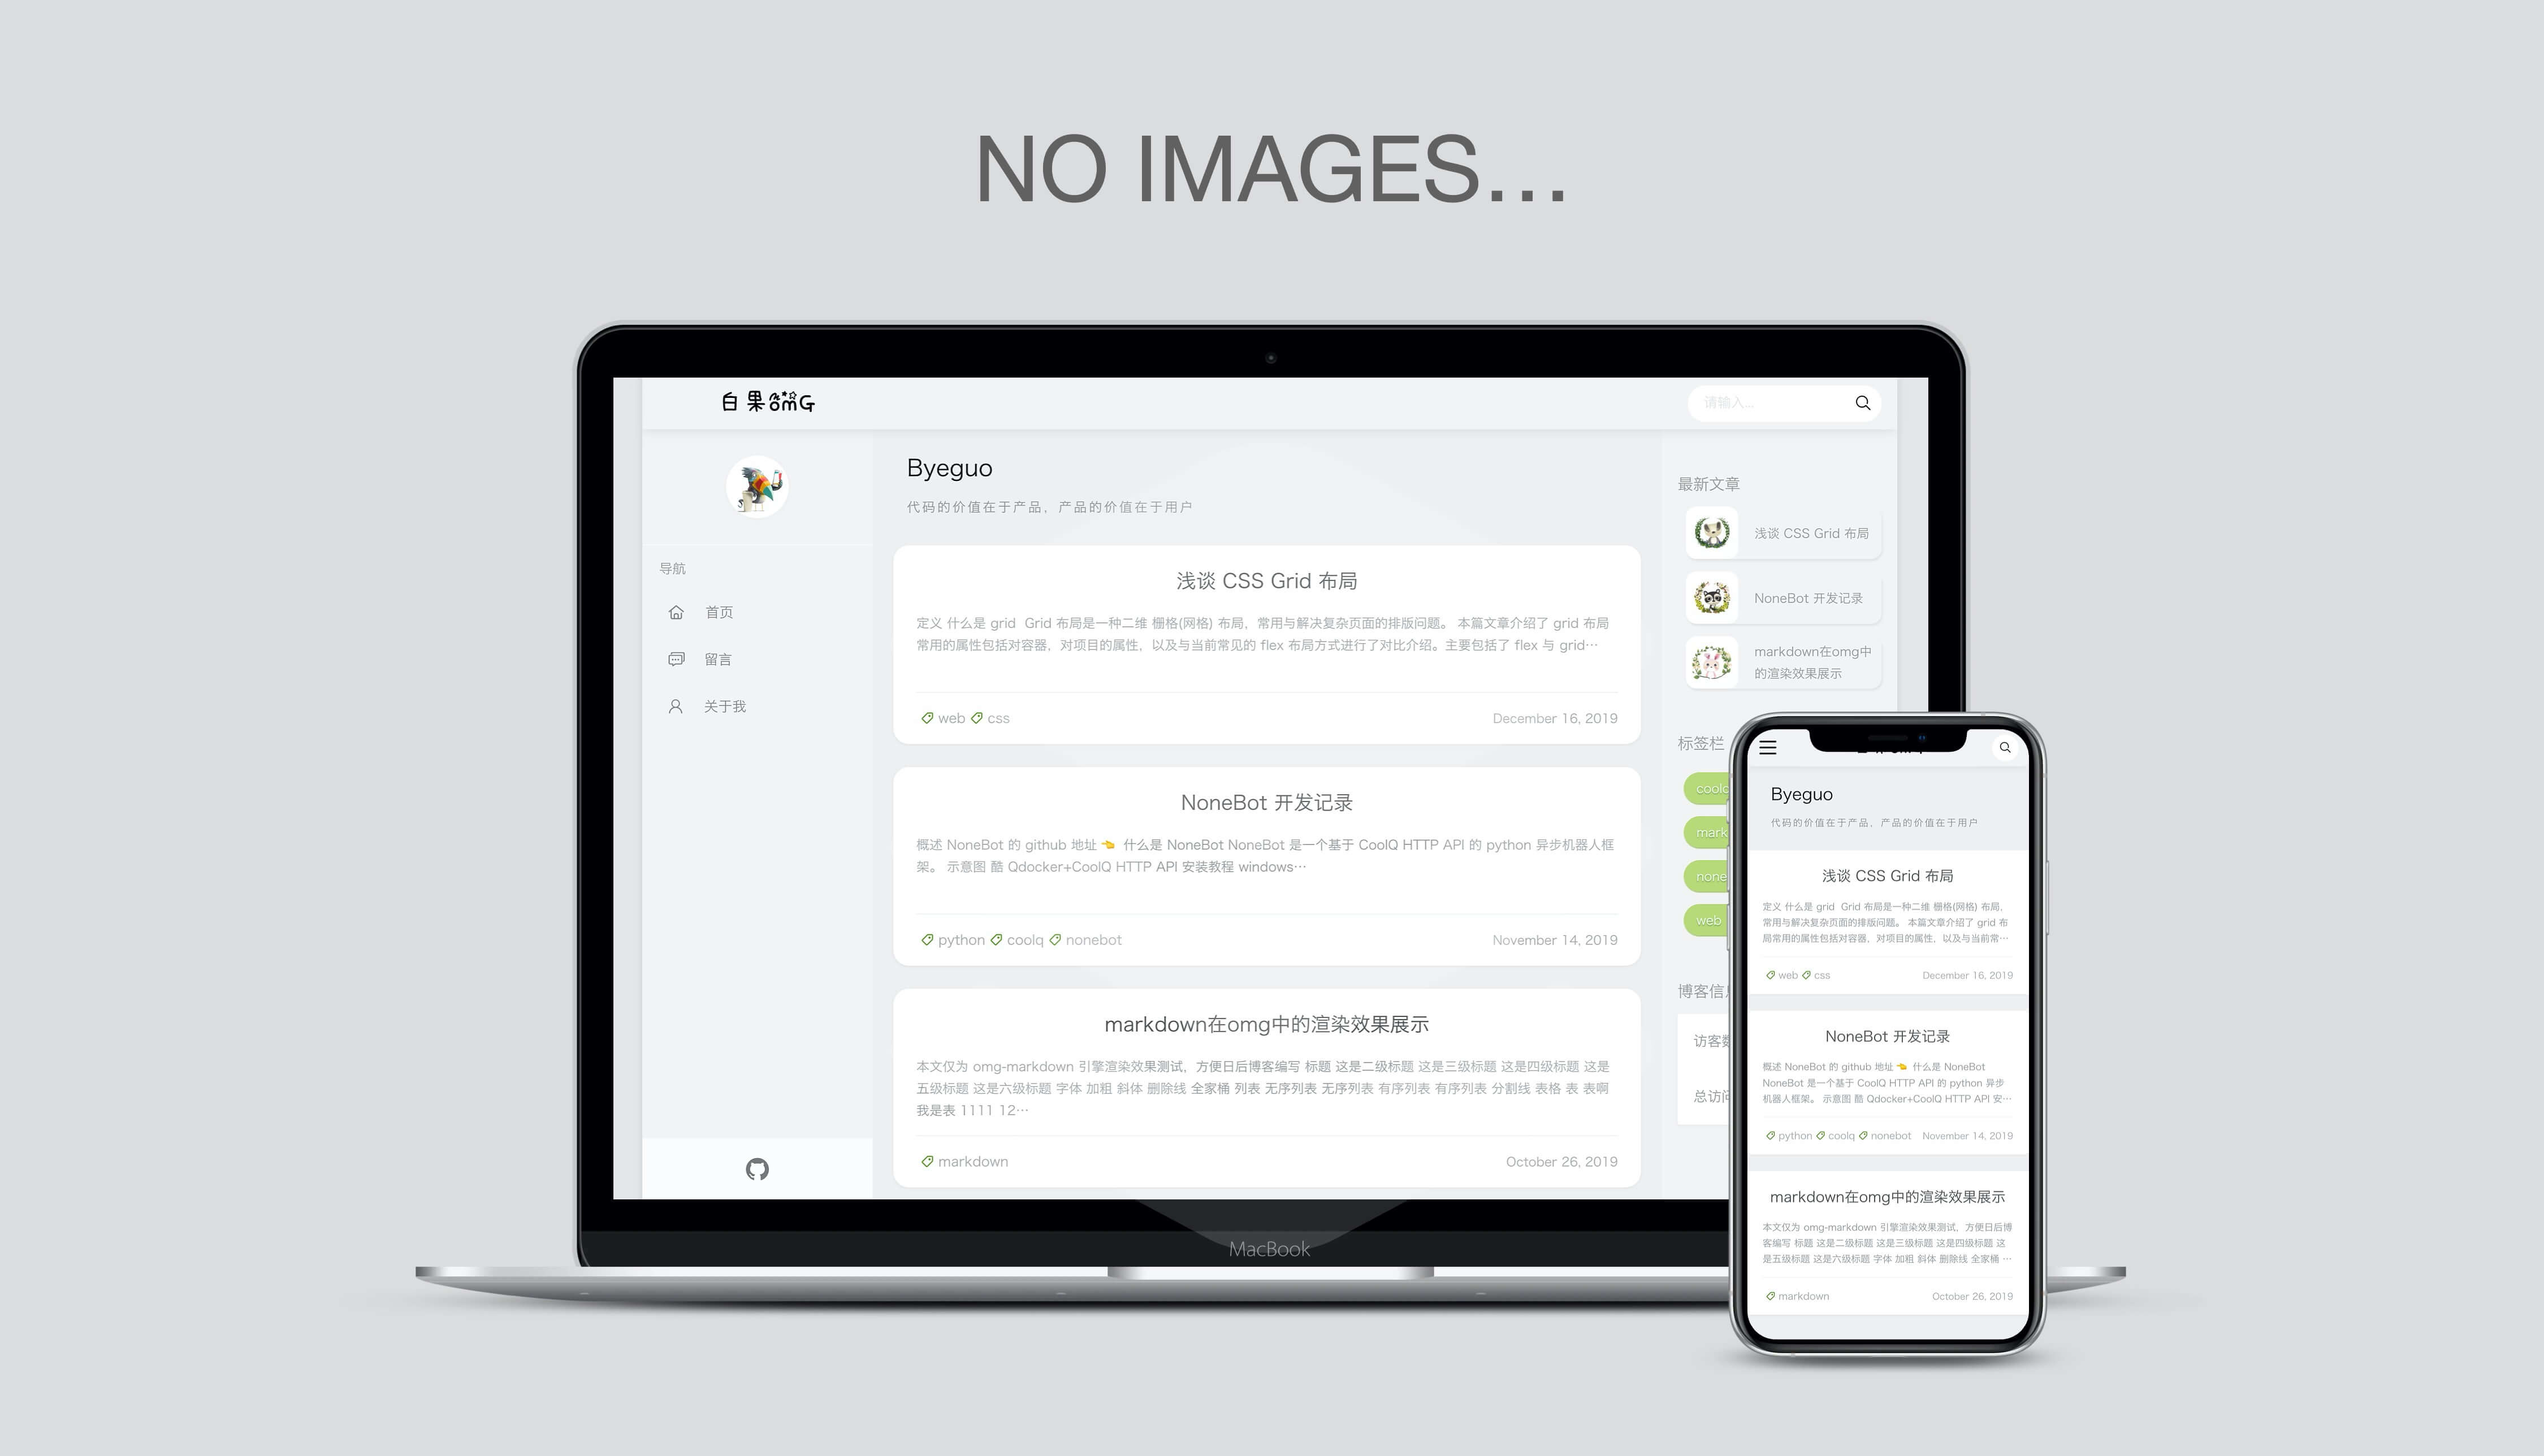 NO IMAGES...
白果omG
请输入...
导航
首页
留言
关于我
Byeguo
代码的价值在于产品，产品的价值在于用户
浅谈 CSS Grid 布局
定义 什么是 grid Grid 布局是一种二维 栅格(网格) 布局，常用与解决复杂页面的排版问题。 本篇文章介绍了 grid 布局
常用的属性包括对容器，对项目的属性，以及与当前常见的 flex 布局方式进行了对比介绍。主要包括了 flex 与 grid…
web css
December 16, 2019
NoneBot 开发记录
概述 NoneBot 的 github 地址 👈 什么是 NoneBot NoneBot 是一个基于 CoolQ HTTP API 的 python 异步机器人框
架。 示意图 酷 Qdocker+CoolQ HTTP API 安装教程 windows…
python coolq nonebot
November 14, 2019
markdown在omg中的渲染效果展示
本文仅为 omg-markdown 引擎渲染效果测试，方便日后博客编写 标题 这是二级标题 这是三级标题 这是四级标题 这是
五级标题 这是六级标题 字体 加粗 斜体 删除线 全家桶 列表 无序列表 无序列表 有序列表 有序列表 分割线 表格 表 表啊
我是表 1111 12…
markdown
October 26, 2019
最新文章
浅谈 CSS Grid 布局
NoneBot 开发记录
markdown在omg中
的渲染效果展示
标签栏
mark
none
web
博客信
访客
总访
MacBook
Byeguo
代码的价值在于产品，产品的价值在于用户
浅谈 CSS Grid 布局
定义 什么是 grid Grid 布局是一种二维 栅格(网格) 布局，
常用与解决复杂页面的排版问题。 本篇文章介绍了 grid 布
局常用的属性包括对容器，对项目的属性，以及与当前常…
web css
December 16, 2019
NoneBot 开发记录
概述 NoneBot 的 github 地址 👈 什么是 NoneBot
NoneBot 是一个基于 CoolQ HTTP API 的 python 异步
机器人框架。 示意图 酷 Qdocker+CoolQ HTTP API 安…
python coolq nonebot
November 14, 2019
markdown在omg中的渲染效果展示
本文仅为 omg-markdown 引擎渲染效果测试，方便日后博
客编写 标题 这是二级标题 这是三级标题 这是四级标题 这
是五级标题 这是六级标题 字体 加粗 斜体 删除线 全家桶 …
markdown
October 26, 2019